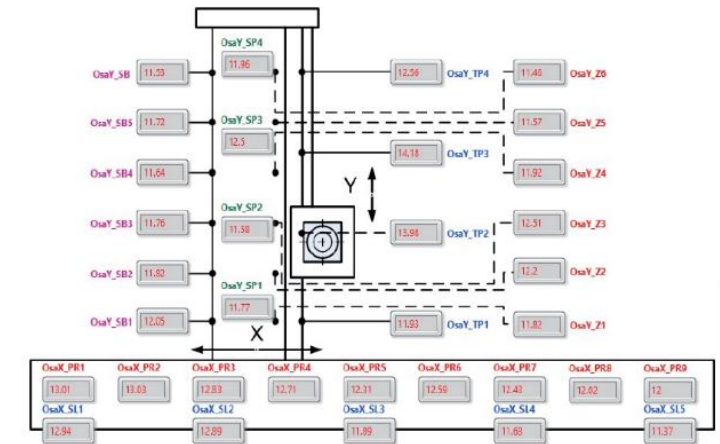 OsaY_SP4
OsaY_SB 11.53 11.96 12.56 OsaY_TP4 11.46 OsaY_Z6
OsaY_SB5 11.72 OsaY_SP3 11.57 OsaY_Z5
12.5
OsaY_SB4 11.64 14.18 OsaY_TP3 11.92 OsaY_Z4
Y
OsaY_SP2
OsaY_SB3 11.76 11.58 13.98 OsaY_TP2 12.51 OsaY_Z3
OsaY_SB2 11.82 OsaY_SP1 12.2 OsaY_Z2
11.77
OsaY_SB1 12.05 11.93 OsaY_TP1 11.82 OsaY_Z1
X
OsaX_PR1 OsaX_PR2 OsaX_PR3 OsaX_PR4 OsaX_PR5 OsaX_PR6 OsaX_PR7 OsaX_PR8 OsaX_PR9
13.01 13.03 12.83 12.71 12.31 12.59 12.43 12.02 12
OsaX_SL1 OsaX_SL2 OsaX_SL3 OsaX_SL4 OsaX_SL5
12.94 12.89 11.89 11.63 11.37